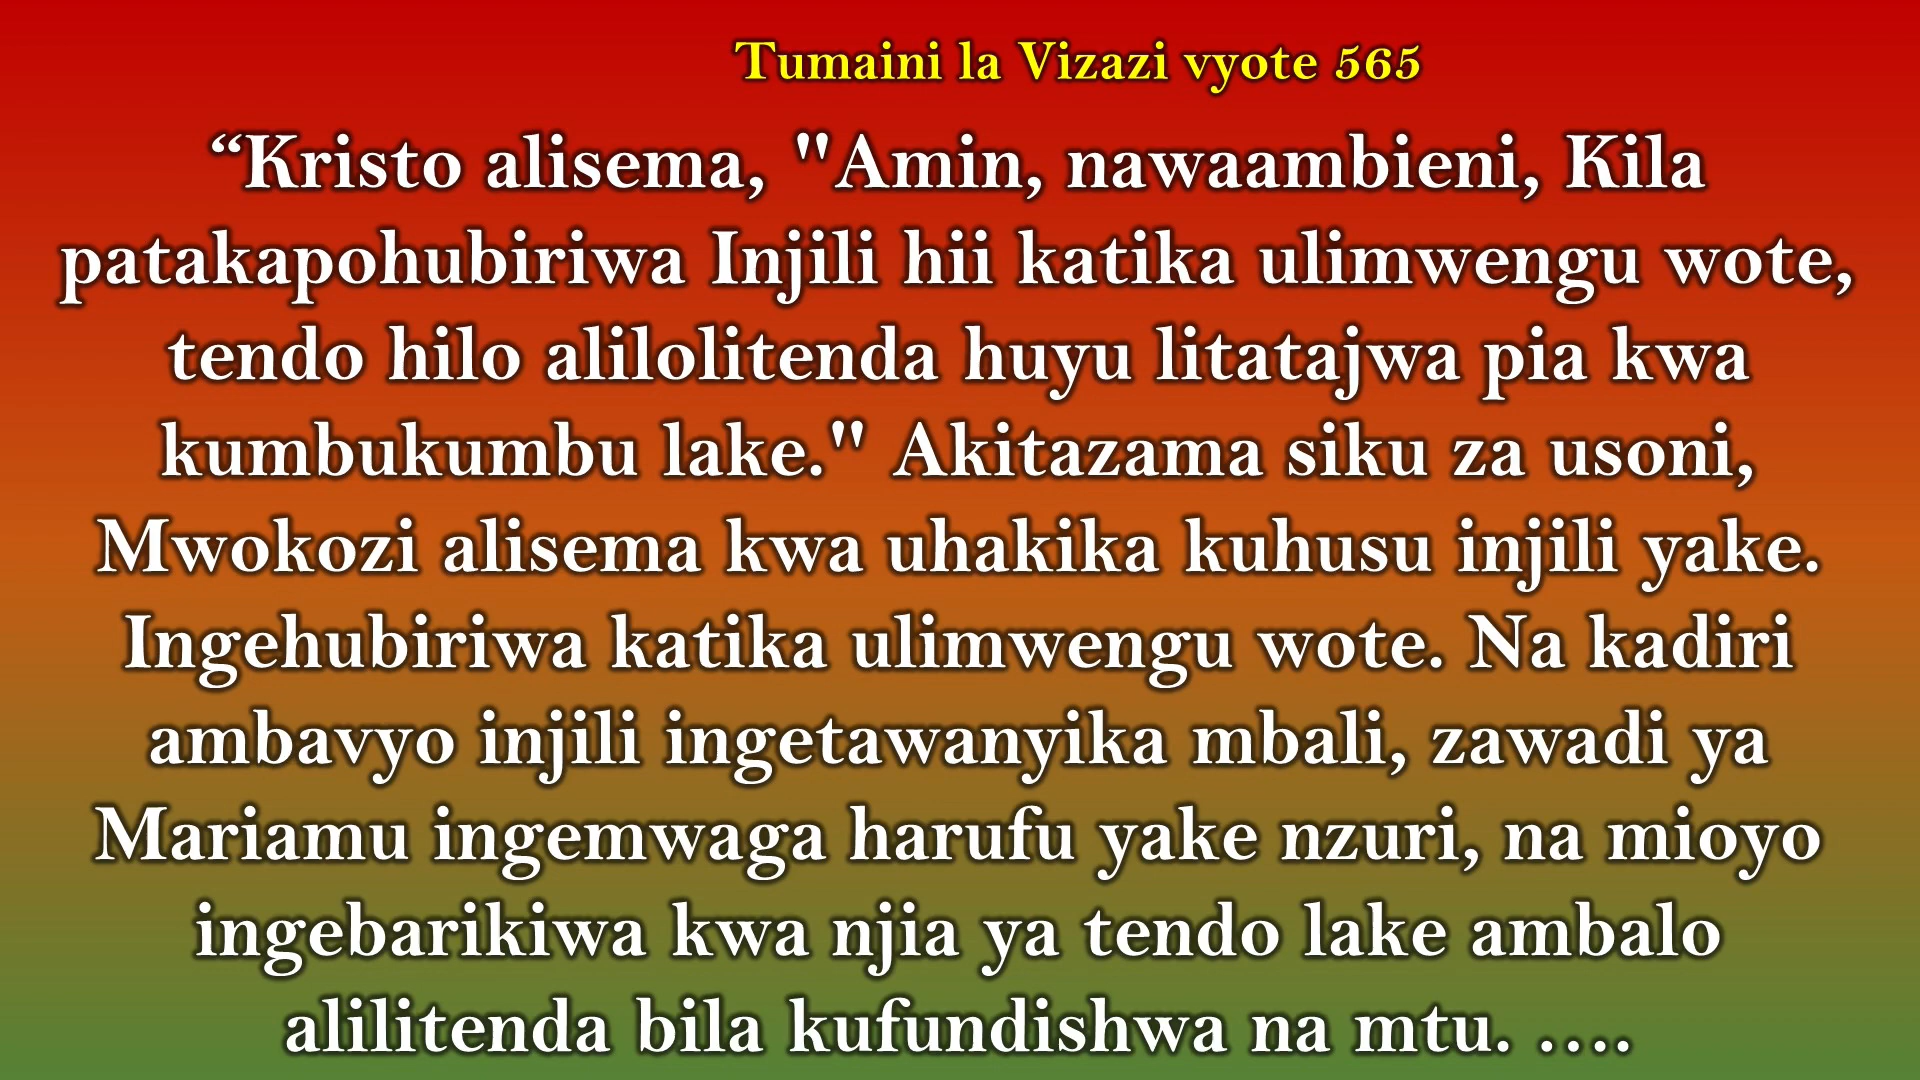 Tumaini la Vizazi vyote 565
“Kristo alisema, "Amin, nawaambieni, Kila
patakapohubiriwa Injili hii katika ulimwengu wote,
tendo hilo alilolitenda huyu litatajwa pia kwa
kumbukumbu lake." Akitazama siku za usoni,
Mwokozi alisema kwa uhakika kuhusu injili yake.
Ingehubiriwa katika ulimwengu wote. Na kadiri
ambavyo injili ingetawanyika mbali, zawadi ya
Mariamu ingemwaga harufu yake nzuri, na mioyo
ingebarikiwa kwa njia ya tendo lake ambalo
alilitenda bila kufundishwa na mtu. ….